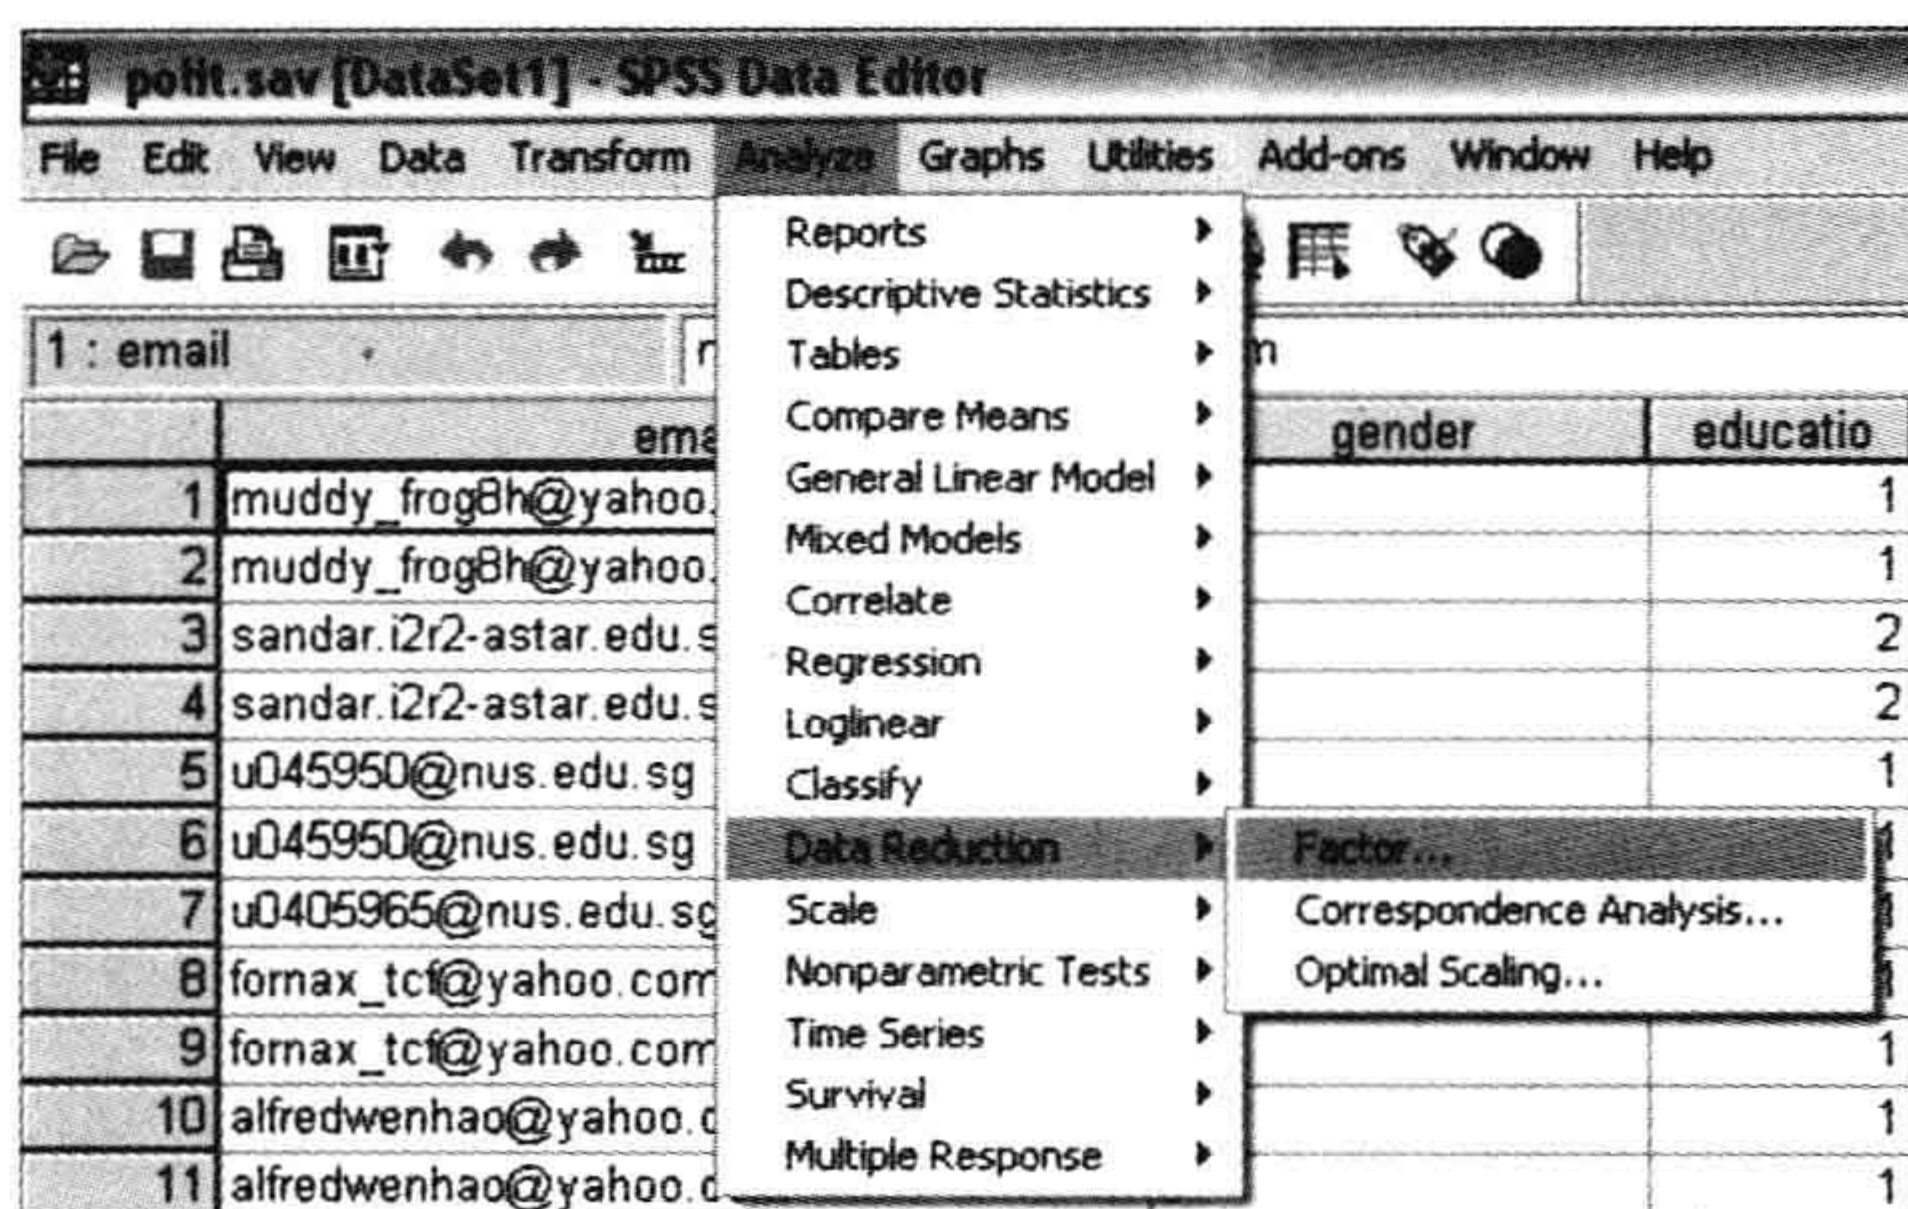 pofit.sav [DataSet1] - SPSS Data Editor
File Edit View Data Transform Analyze Graphs Utilities Add-ons Window Help
1 : email
ema gender educatio
1 muddy_frog8h@yahoo. 1
2 muddy_frog8h@yahoo. 1
3 sandar.i2r2-astar.edu.s 2
4 sandar.i2r2-astar.edu.s 2
5 u045950@nus.edu.sg 1
6 u045950@nus.edu.sg
7 u0405965@nus.edu.sg
8 fornax_tcf@yahoo.com
9 fornax_tcf@yahoo.com 1
10 alfredwenhao@yahoo.c 1
11 alfredwenhao@yahoo.c 1
Reports
Descriptive Statistics
Tables
Compare Means
General Linear Model
Mixed Models
Correlate
Regression
Loglinear
Classify
Data Reduction
Scale
Nonparametric Tests
Time Series
Survival
Multiple Response
Factor...
Correspondence Analysis...
Optimal Scaling...